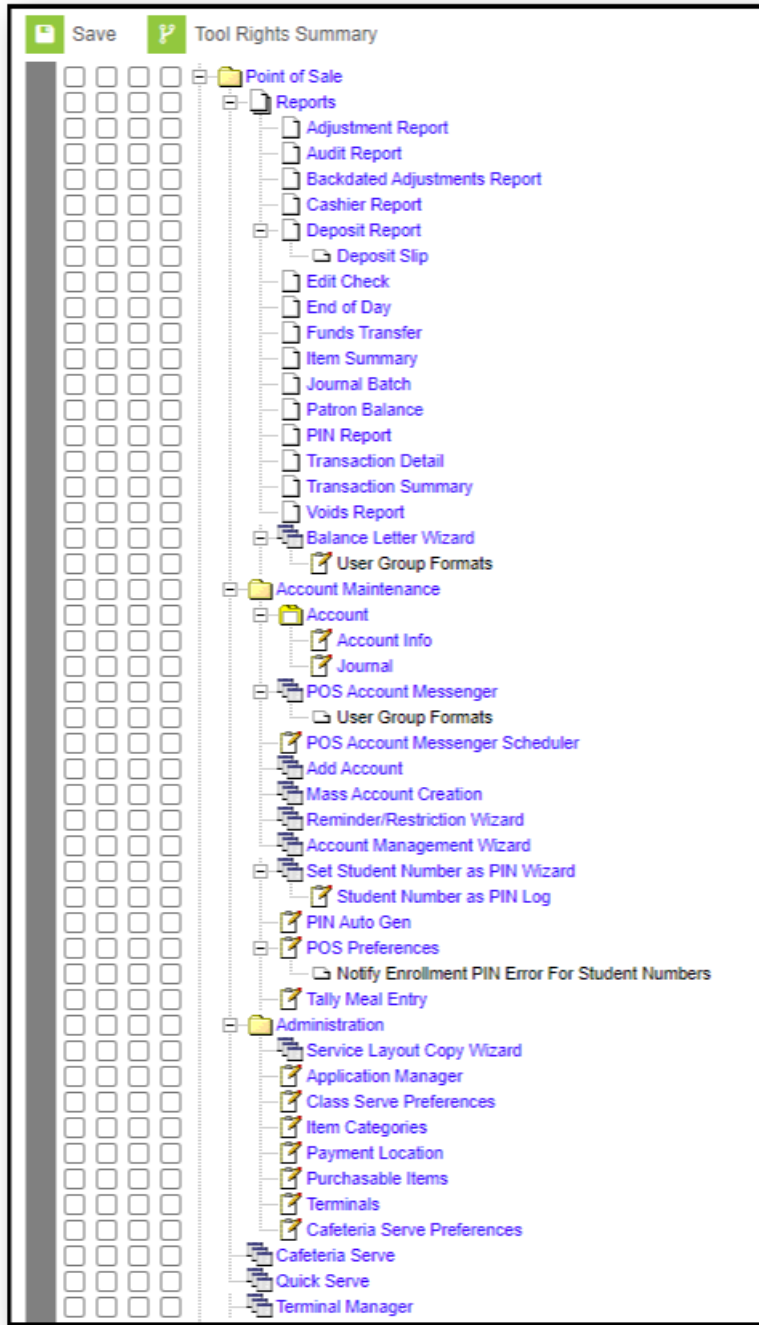 Save Tool Rights Summary
Point of Sale
Reports
Adjustment Report
Audit Report
Backdated Adjustments Report
Cashier Report
Deposit Report
Deposit Slip
Edit Check
End of Day
Funds Transfer
Item Summary
Journal Batch
Patron Balance
PIN Report
Transaction Detail
Transaction Summary
Voids Report
Balance Letter Wizard
User Group Formats
Account Maintenance
Account
Account Info
Journal
POS Account Messenger
User Group Formats
POS Account Messenger Scheduler
Add Account
Mass Account Creation
Reminder/Restriction Wizard
Account Management Wizard
Set Student Number as PIN Wizard
Student Number as PIN Log
PIN Auto Gen
POS Preferences
Notify Enrollment PIN Error For Student Numbers
Tally Meal Entry
Administration
Service Layout Copy Wizard
Application Manager
Class Serve Preferences
Item Categories
Payment Location
Purchasable Items
Terminals
Cafeteria Serve Preferences
Cafeteria Serve
Quick Serve
Terminal Manager